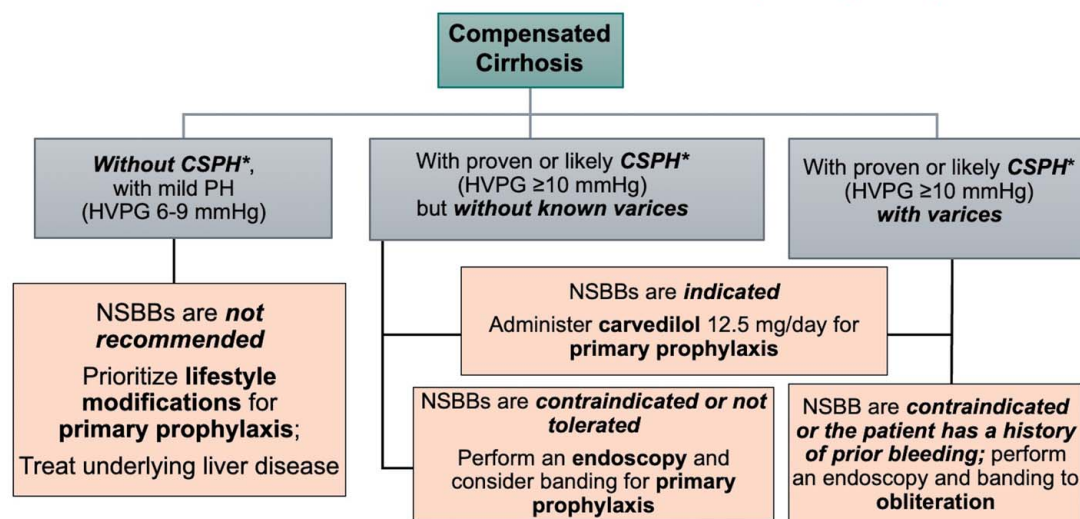 Compensated
Cirrhosis
Without CSPH*,
with mild PH
(HVPG 6-9 mmHg)
With proven or likely CSPH*
(HVPG ≥10 mmHg)
but without known varices
With proven or likely CSPH*
(HVPG ≥10 mmHg)
with varices
NSBBs are not
recommended
Prioritize lifestyle
modifications for
primary prophylaxis;
Treat underlying liver disease
NSBBs are indicated
Administer carvedilol 12.5 mg/day for
primary prophylaxis
NSBBs are contraindicated or not
tolerated
Perform an endoscopy and
consider banding for primary
prophylaxis
NSBB are contraindicated
or the patient has a history
of prior bleeding; perform
an endoscopy and banding to
obliteration